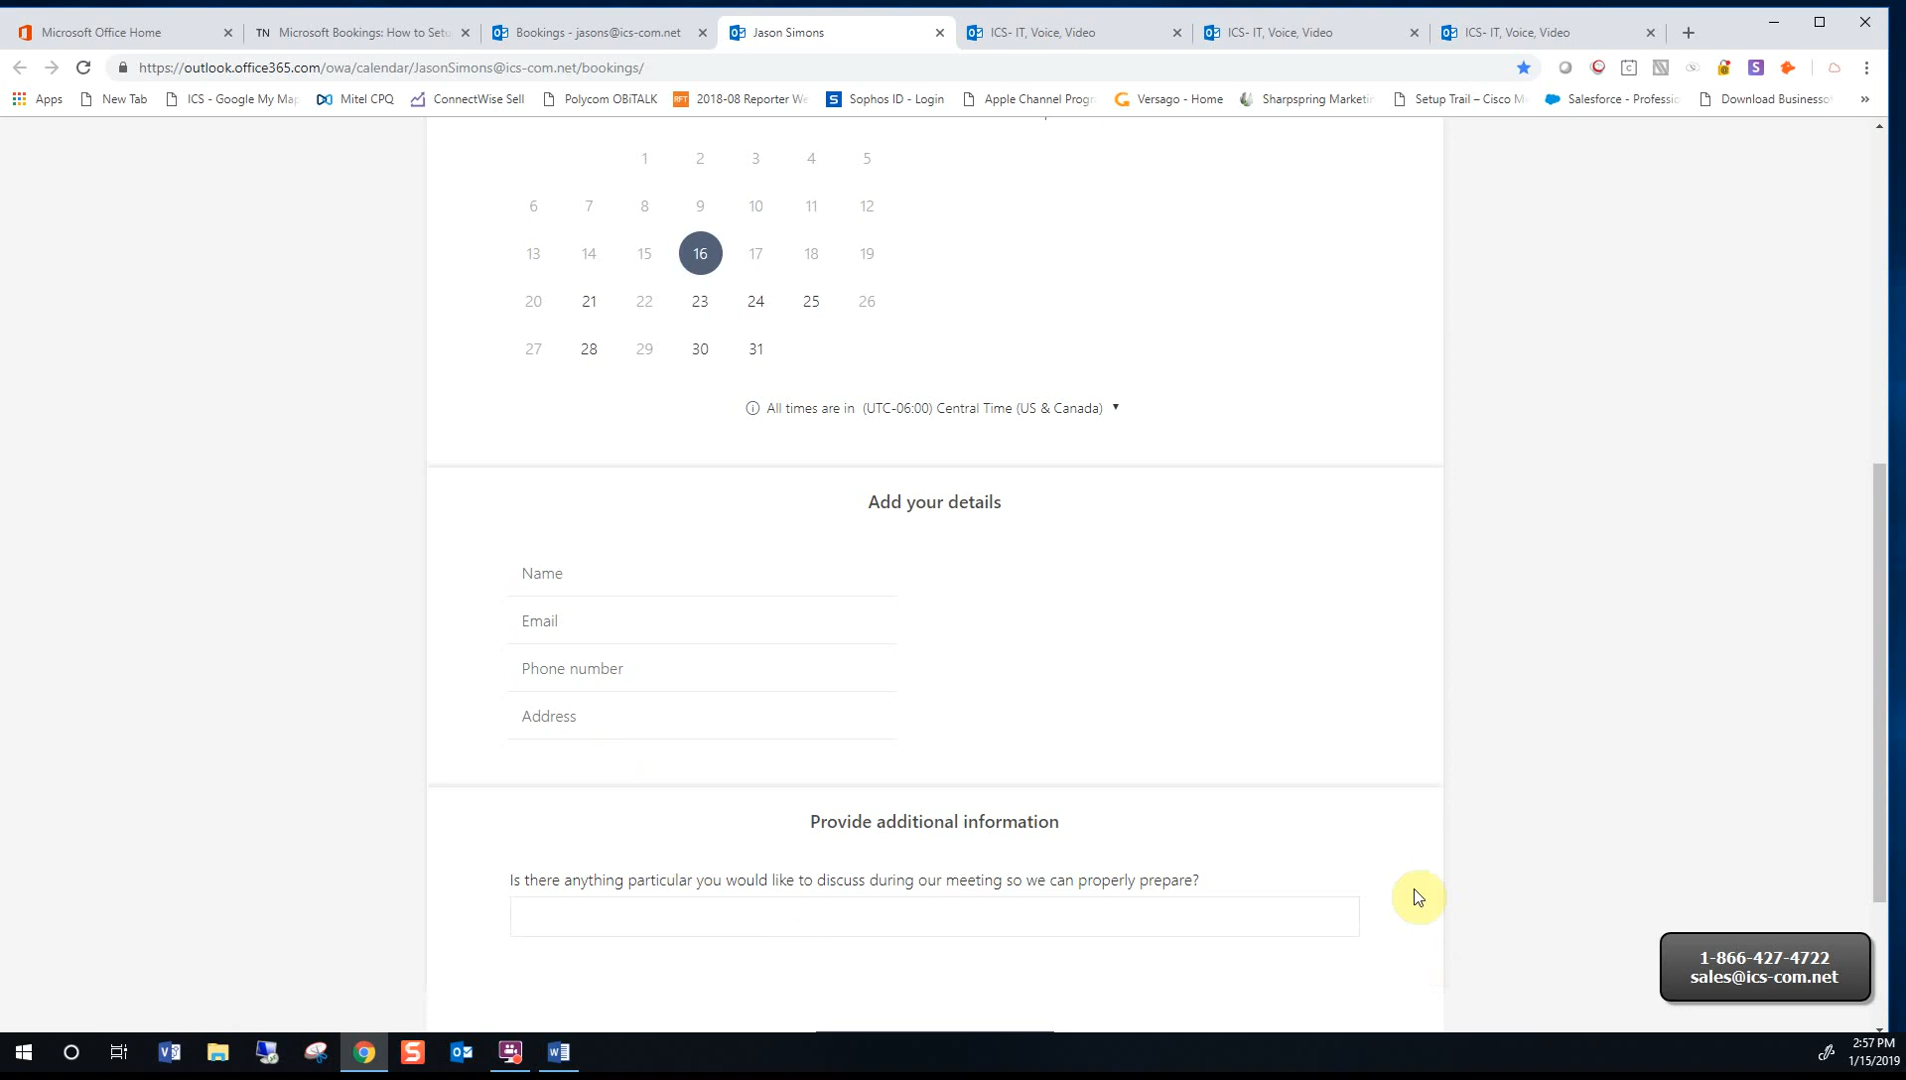 Microsoft Office Home
TN Microsoft Bookings: How to Setu
Bookings - jasons@ics-com.net
Jason Simons
ICS- IT, Voice, Video
ICS- IT, Voice, Video
ICS- IT, Voice, Video
https://outlook.office365.com/owa/calendar/JasonSimons@ics-com.net/bookings/
Apps
New Tab
ICS - Google My Ma
Mitel CPQ
ConnectWise Sell
Polycom OBiTALK
RFT 2018-08 Reporter We
Sophos ID - Login
Apple Channel Progr
Versago - Home
Sharpspring Marketi
Setup Trail – Cisco M
Salesforce - Professio
Download Businesso
1 2 3 4 5
6 7 8 9 10 11 12
13 14 15 16 17 18 19
20 21 22 23 24 25 26
27 28 29 30 31
All times are in (UTC-06:00) Central Time (US & Canada)
Add your details
Name
Email
Phone number
Address
Provide additional information
Is there anything particular you would like to discuss during our meeting so we can properly prepare?
1-866-427-4722
sales@ics-com.net
2:57 PM
1/15/2019